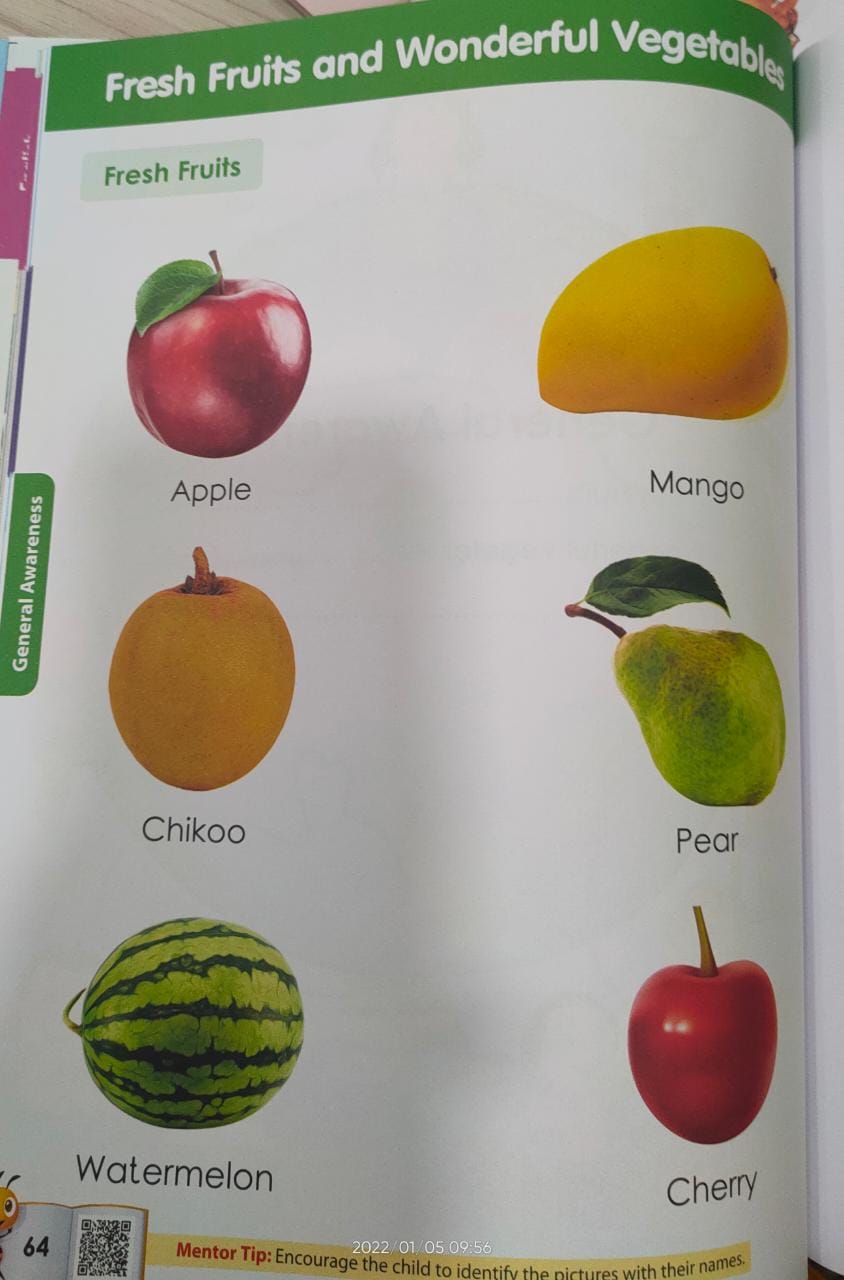 Fresh Fruits and Wonderful Vegetables
Fresh Fruits
Apple
Mango
General Awareness
Chikoo
Pear
Watermelon
Cherry
64
Mentor Tip: Encourage the child to identify the pictures with their names.
2022/01/05 09:56